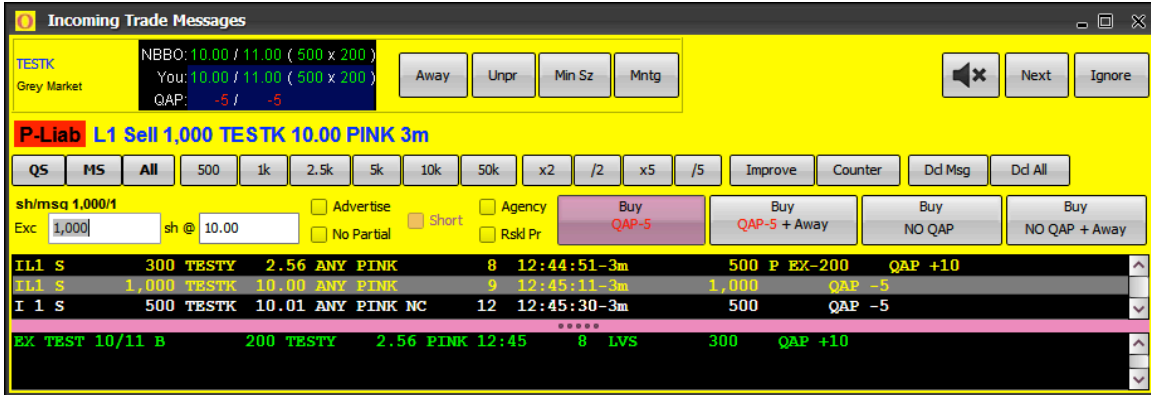 O Incoming Trade Messages
TESTK
Grey Market
NBBO: 10.00 / 11.00 ( 500 x 200 )
You: 10.00 / 11.00 ( 500 x 200 )
QAP: -5 / -5
Away Unpr Min Sz Mntg Next Ignore
P-Liab L1 Sell 1,000 TESTK 10.00 PINK 3m
QS MS All 500 1k 2.5k 5k 10k 50k x2 /2 x5 /5 Improve Counter Dcl Msg Dcl All
sh/msg 1,000/1
Exc 1,000 sh @ 10.00
Advertise
No Partial
Short
Agency
Rskl Pr
Buy
QAP-5
Buy
QAP-5 + Away
Buy
NO QAP
Buy
NO QAP + Away
IL1 S 300 TESTY 2.56 ANY PINK 8 12:44:51-3m 500 P EX-200 QAP +10
IL1 S 1,000 TESTK 10.00 ANY PINK 9 12:45:11-3m 1,000 QAP -5
I 1 S 500 TESTK 10.01 ANY PINK NC 12 12:45:30-3m 500 QAP -5
EX TEST 10/11 B 200 TESTY 2.56 PINK 12:45 8 LVS 300 QAP +10